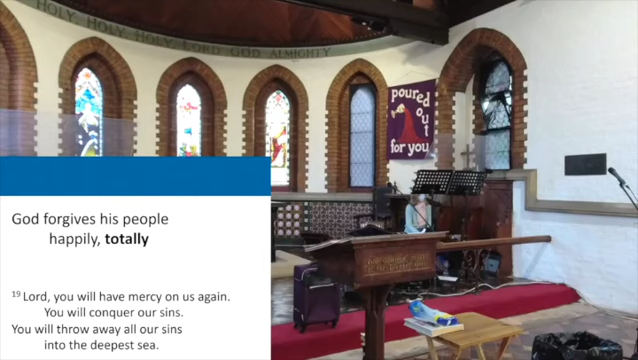 HOLY, HOLY, HOLY, LORD GOD ALMIGHTY
poured
out
for you
God forgives his people
happily, totally
19 Lord, you will have mercy on us again.
You will conquer our sins.
You will throw away all our sins
into the deepest sea.